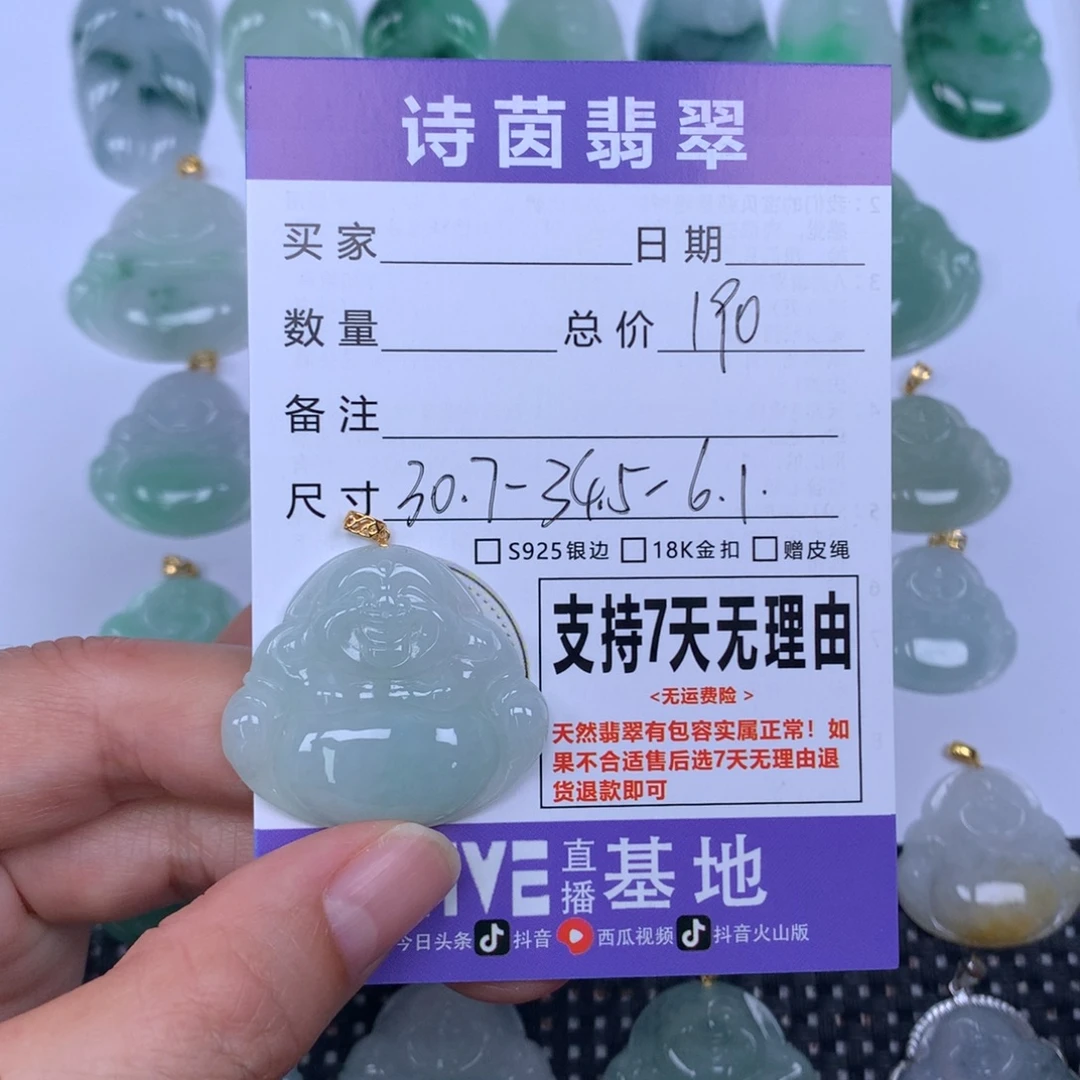 诗茵翡翠
买家 日期
数量 总价 190
备注
尺寸 30.7-34.5-6.1.
S925银边 18K金扣 赠皮绳
支持7天无理由
<无运费险 >
天然翡翠有包容实属正常！如
果不合适售后选7天无理由退
货退款即可
直播基地
今日头条 抖音 西瓜视频 抖音火山版